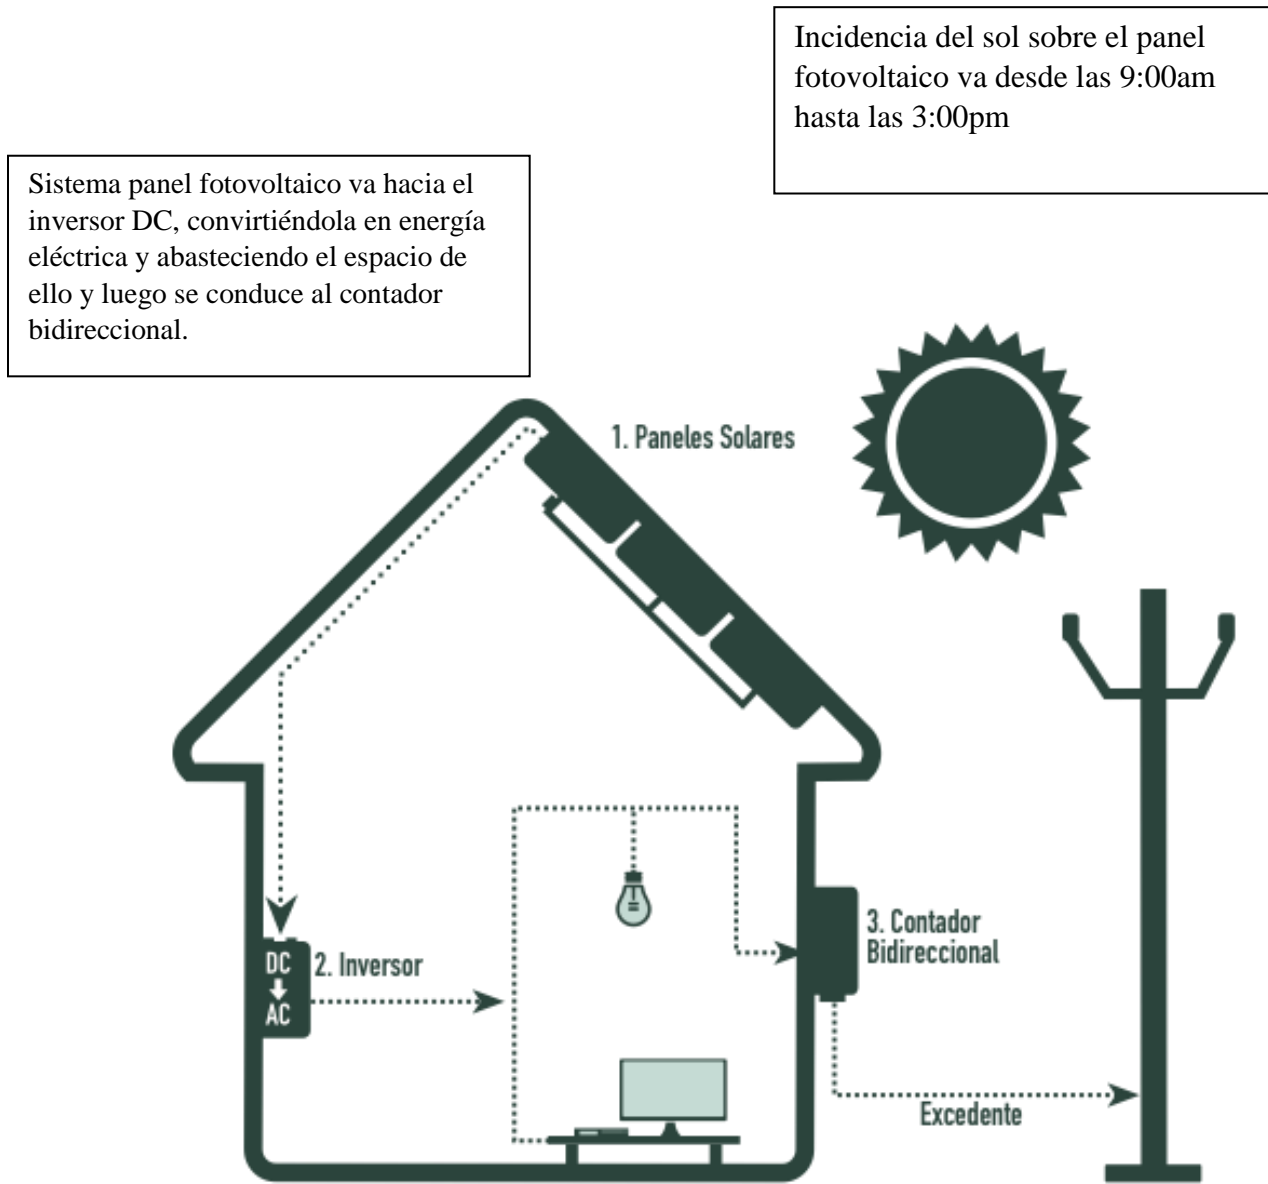 Incidencia del sol sobre el panel
fotovoltaico va desde las 9:00am
hasta las 3:00pm
Sistema panel fotovoltaico va hacia el
inversor DC, convirtiéndola en energía
eléctrica y abasteciendo el espacio de
ello y luego se conduce al contador
bidireccional.
1. Paneles Solares
DC
AC
2. Inversor
3. Contador
Bidireccional
Excedente